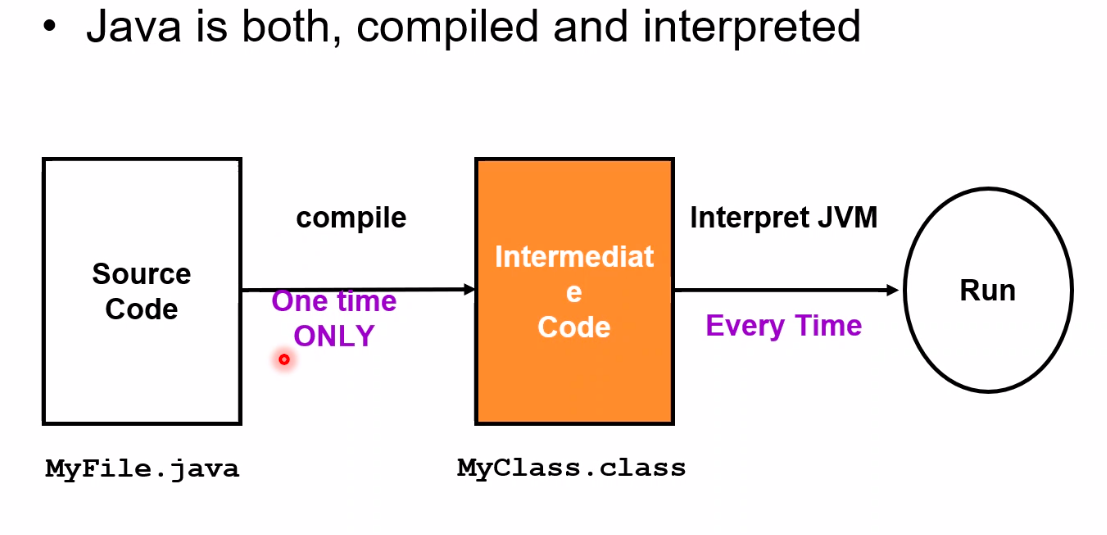 • Java is both, compiled and interpreted
compile
Interpret JVM
Source
Code
One time
ONLY
Intermediat
e
Code
Every Time
Run
MyFile.java
MyClass.class